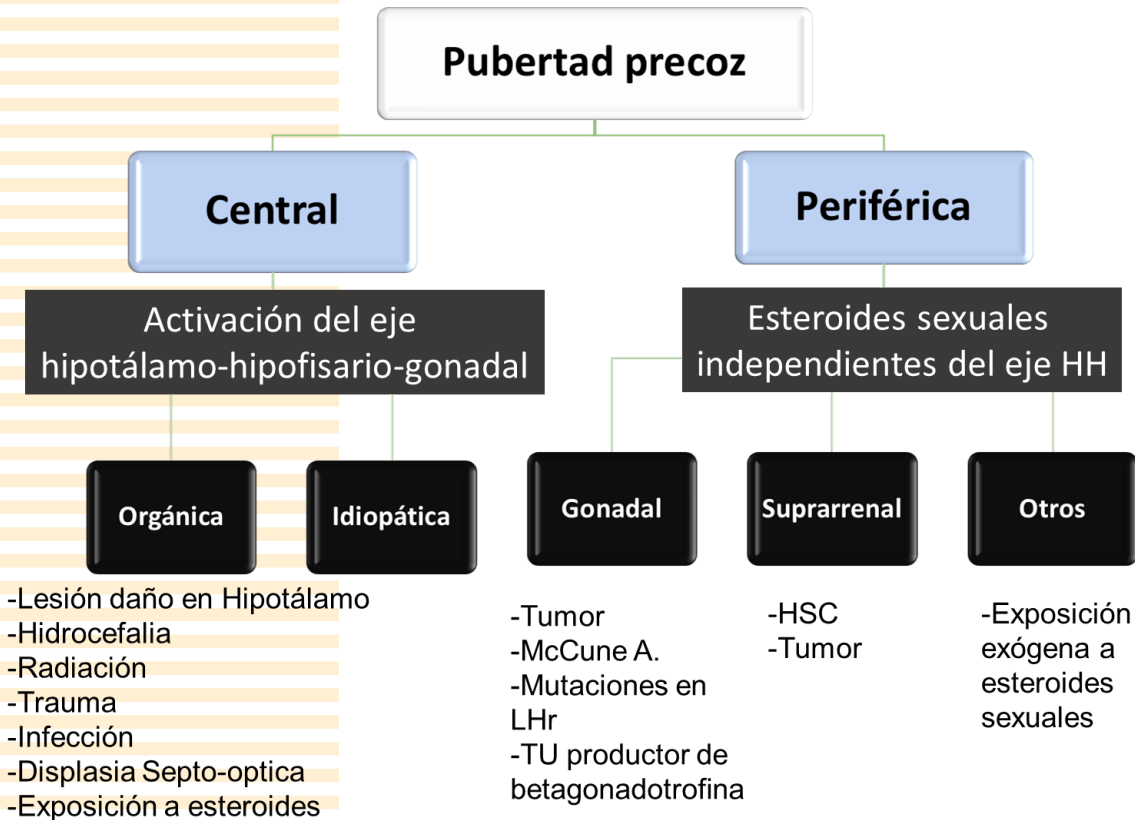 Pubertad precoz
Central
Periférica
Activación del eje
hipotálamo-hipofisario-gonadal
Esteroides sexuales
independientes del eje HH
Orgánica
Idiopática
Gonadal
Suprarrenal
Otros
-Lesión daño en Hipotálamo
-Hidrocefalia
-Radiación
-Trauma
-Infección
-Displasia Septo-optica
-Exposición a esteroides
-Tumor
-McCune A.
-Mutaciones en
LHr
-TU productor de
betagonadotrofina
-HSC
-Tumor
-Exposición
exógena a
esteroides
sexuales